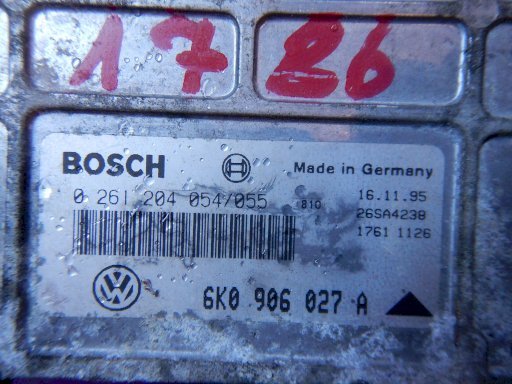 17 26
BOSCH Made in Germany
0 261 204 054/055 810 16.11.95
26SA4238
1761 1126
6K0 906 027 A